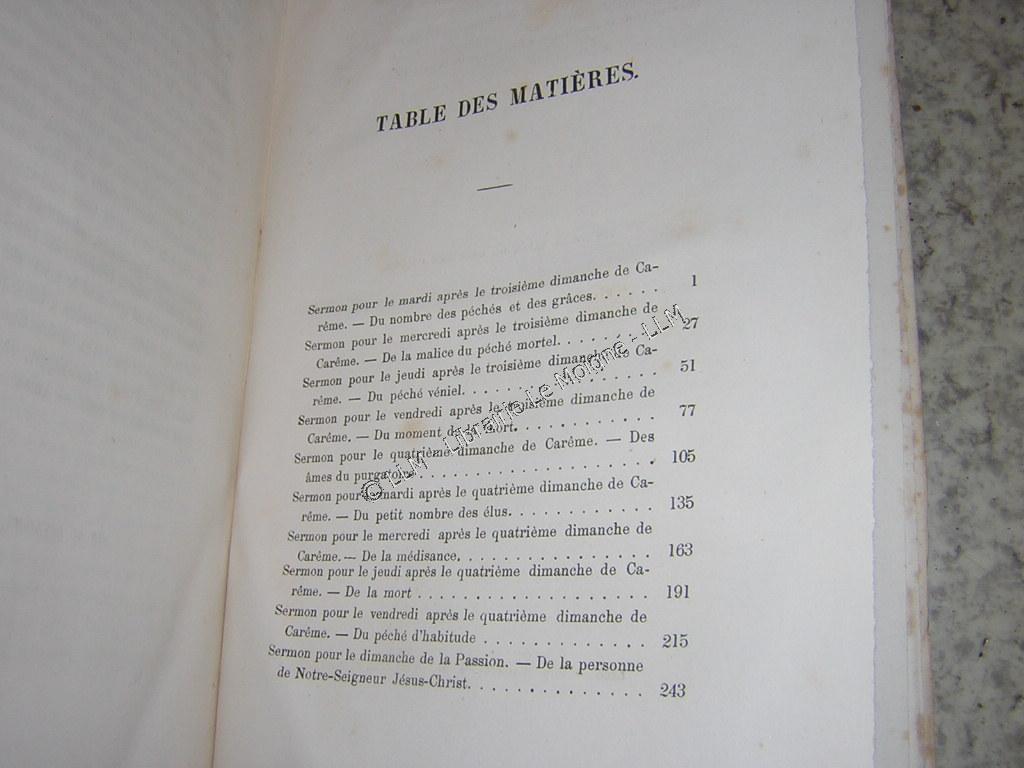 TABLE DES MATIÈRES.
Sermon pour le mardi après le troisième dimanche de Ca-
rême. — Du nombre des péchés et des grâces. . . . . . . 1
Sermon pour le mercredi après le troisième dimanche de
Carême. — De la malice du péché mortel. . . . . . . . . 27
Sermon pour le jeudi après le troisième dimanche de Ca-
rême. — Du péché véniel. . . . . . . . . . . . . . . . 51
Sermon pour le vendredi après le troisième dimanche de
Carême. — Du moment de la mort. . . . . . . . . . . . 77
Sermon pour le quatrième dimanche de Carême. — Des
âmes du purgatoire. . . . . . . . . . . . . . . . . . . 105
Sermon pour le mardi après le quatrième dimanche de Ca-
rême. — Du petit nombre des élus. . . . . . . . . . . . 135
Sermon pour le mercredi après le quatrième dimanche de
Carême. — De la médisance. . . . . . . . . . . . . . . 163
Sermon pour le jeudi après le quatrième dimanche de Ca-
rême. — De la mort . . . . . . . . . . . . . . . . . . . 191
Sermon pour le vendredi après le quatrième dimanche de
Carême. — Du péché d'habitude . . . . . . . . . . . . . 215
Sermon pour le dimanche de la Passion. — De la personne
de Notre-Seigneur Jésus-Christ. . . . . . . . . . . . . . 243
© LLM - Librairie Le Moigne - LLM